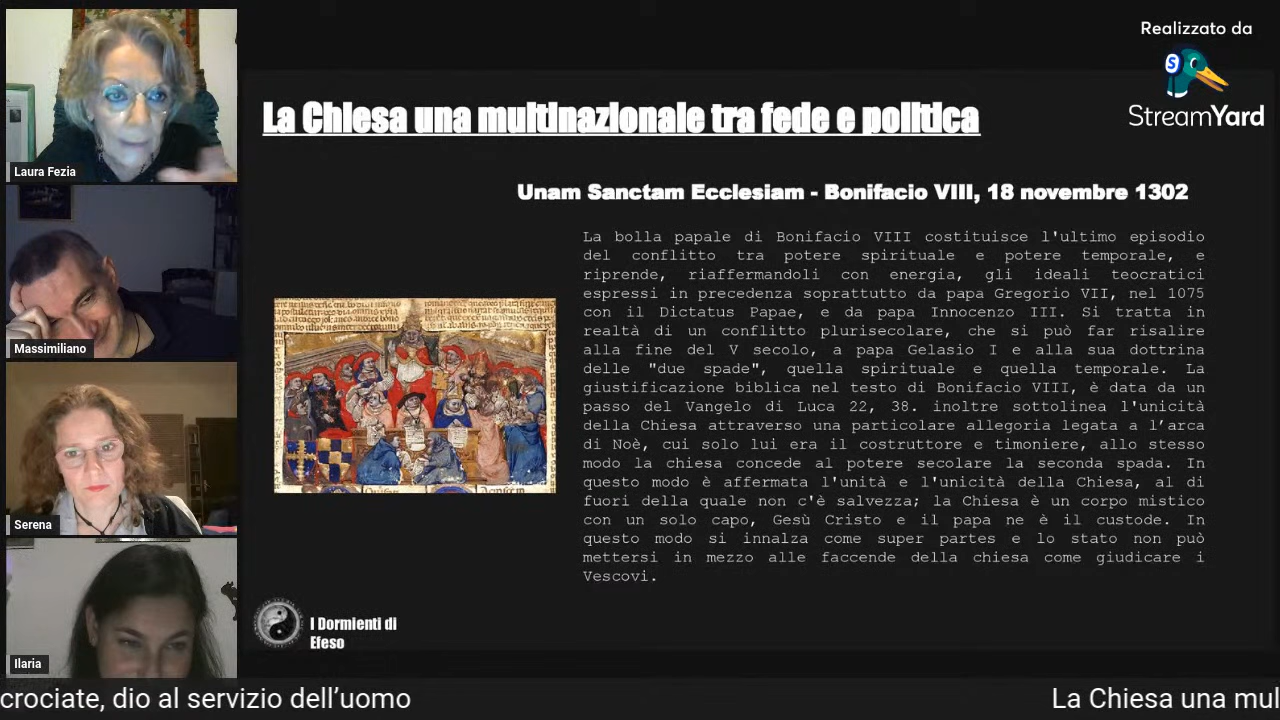 Realizzato da
StreamYard
La Chiesa una multinazionale tra fede e politica
Unam Sanctam Ecclesiam - Bonifacio VIII, 18 novembre 1302
La bolla papale di Bonifacio VIII costituisce l'ultimo episodio
del conflitto tra potere spirituale e potere temporale, e
riprende, riaffermandoli con energia, gli ideali teocratici
espressi in precedenza soprattutto da papa Gregorio VII, nel 1075
con il Dictatus Papae, e da papa Innocenzo III. Si tratta in
realtà di un conflitto plurisecolare, che si può far risalire
alla fine del V secolo, a papa Gelasio I e alla sua dottrina
delle "due spade", quella spirituale e quella temporale. La
giustificazione biblica nel testo di Bonifacio VIII, è data da un
passo del Vangelo di Luca 22, 38. inoltre sottolinea l'unicità
della Chiesa attraverso una particolare allegoria legata a l’arca
di Noè, cui solo lui era il costruttore e timoniere, allo stesso
modo la chiesa concede al potere secolare la seconda spada. In
questo modo è affermata l'unità e l'unicità della Chiesa, al di
fuori della quale non c'è salvezza; la Chiesa è un corpo mistico
con un solo capo, Gesù Cristo e il papa ne è il custode. In
questo modo si innalza come super partes e lo stato non può
mettersi in mezzo alle faccende della chiesa come giudicare i
Vescovi.
Laura Fezia
Massimiliano
Serena
Ilaria
I Dormienti di
Efeso
crociate, dio al servizio dell’uomo
La Chiesa una mul